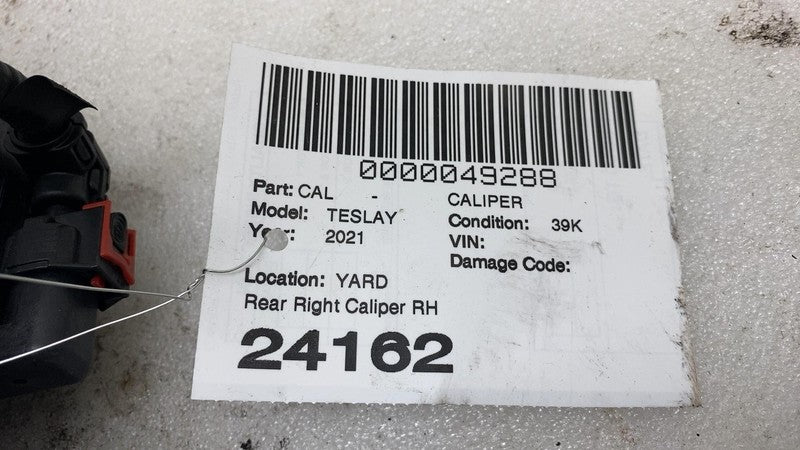 0000049288
Part: CAL - CALIPER
Model: TESLAY Condition: 39K
Year: 2021 VIN:
Damage Code:
Location: YARD
Rear Right Caliper RH
24162